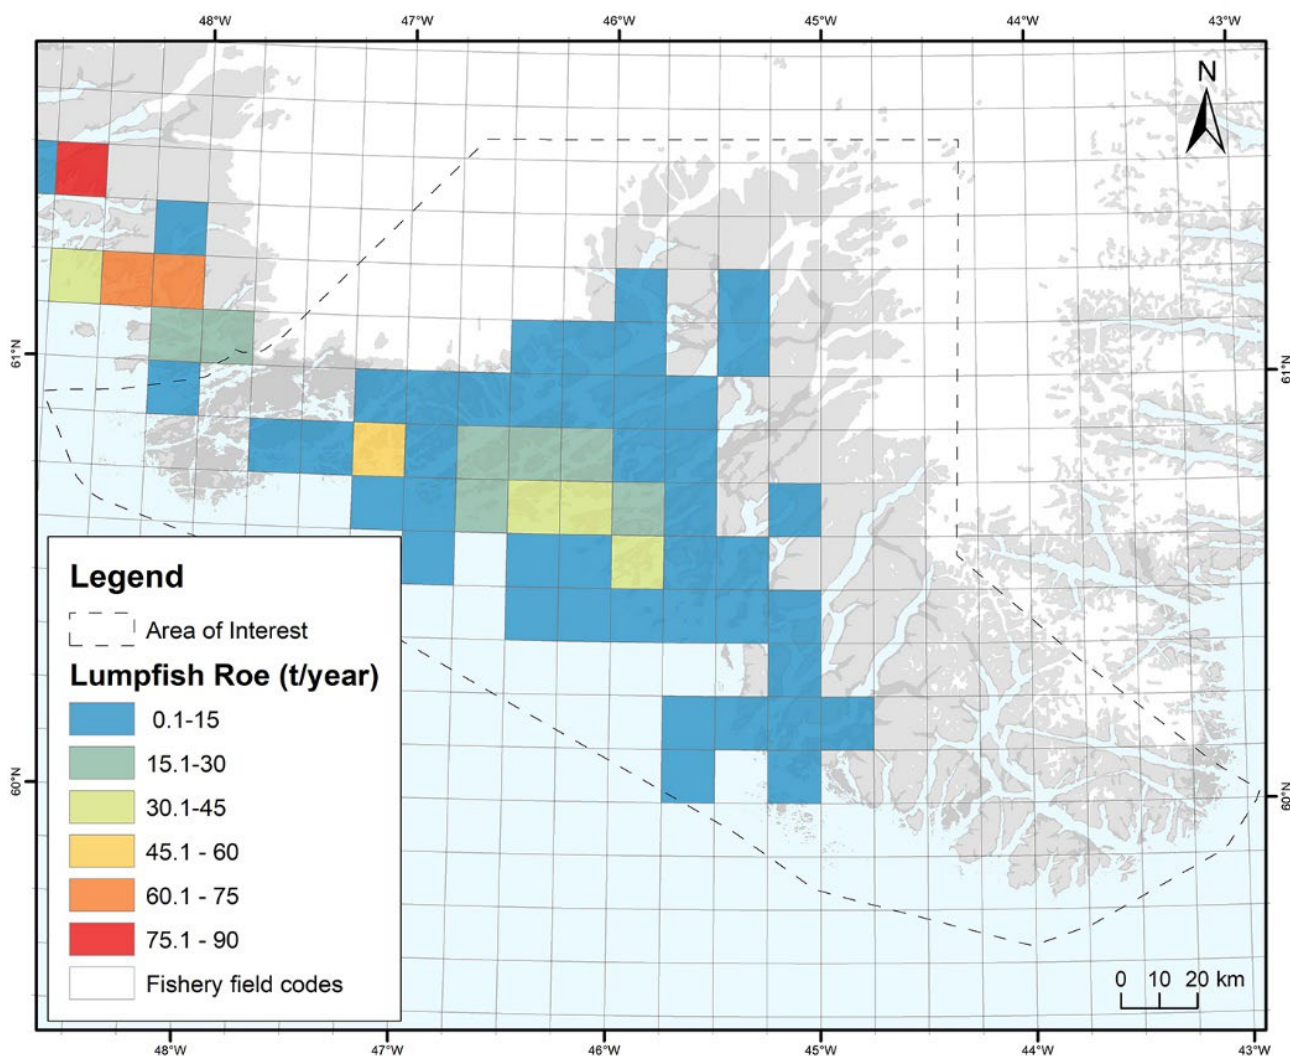 48°W 47°W 46°W 45°W 44°W 43°W
N
61°N 61°N
60°N 60°N
Legend
Area of Interest
Lumpfish Roe (t/year)
0.1-15
15.1-30
30.1-45
45.1 - 60
60.1 - 75
75.1 - 90
Fishery field codes
0 10 20 km
48°W 47°W 46°W 45°W 44°W 43°W